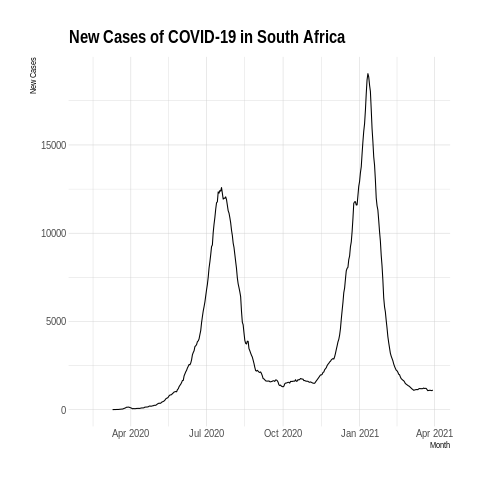 New Cases of COVID-19 in South Africa
New Cases
15000
10000
5000
0
Apr 2020 Jul 2020 Oct 2020 Jan 2021 Apr 2021
Month